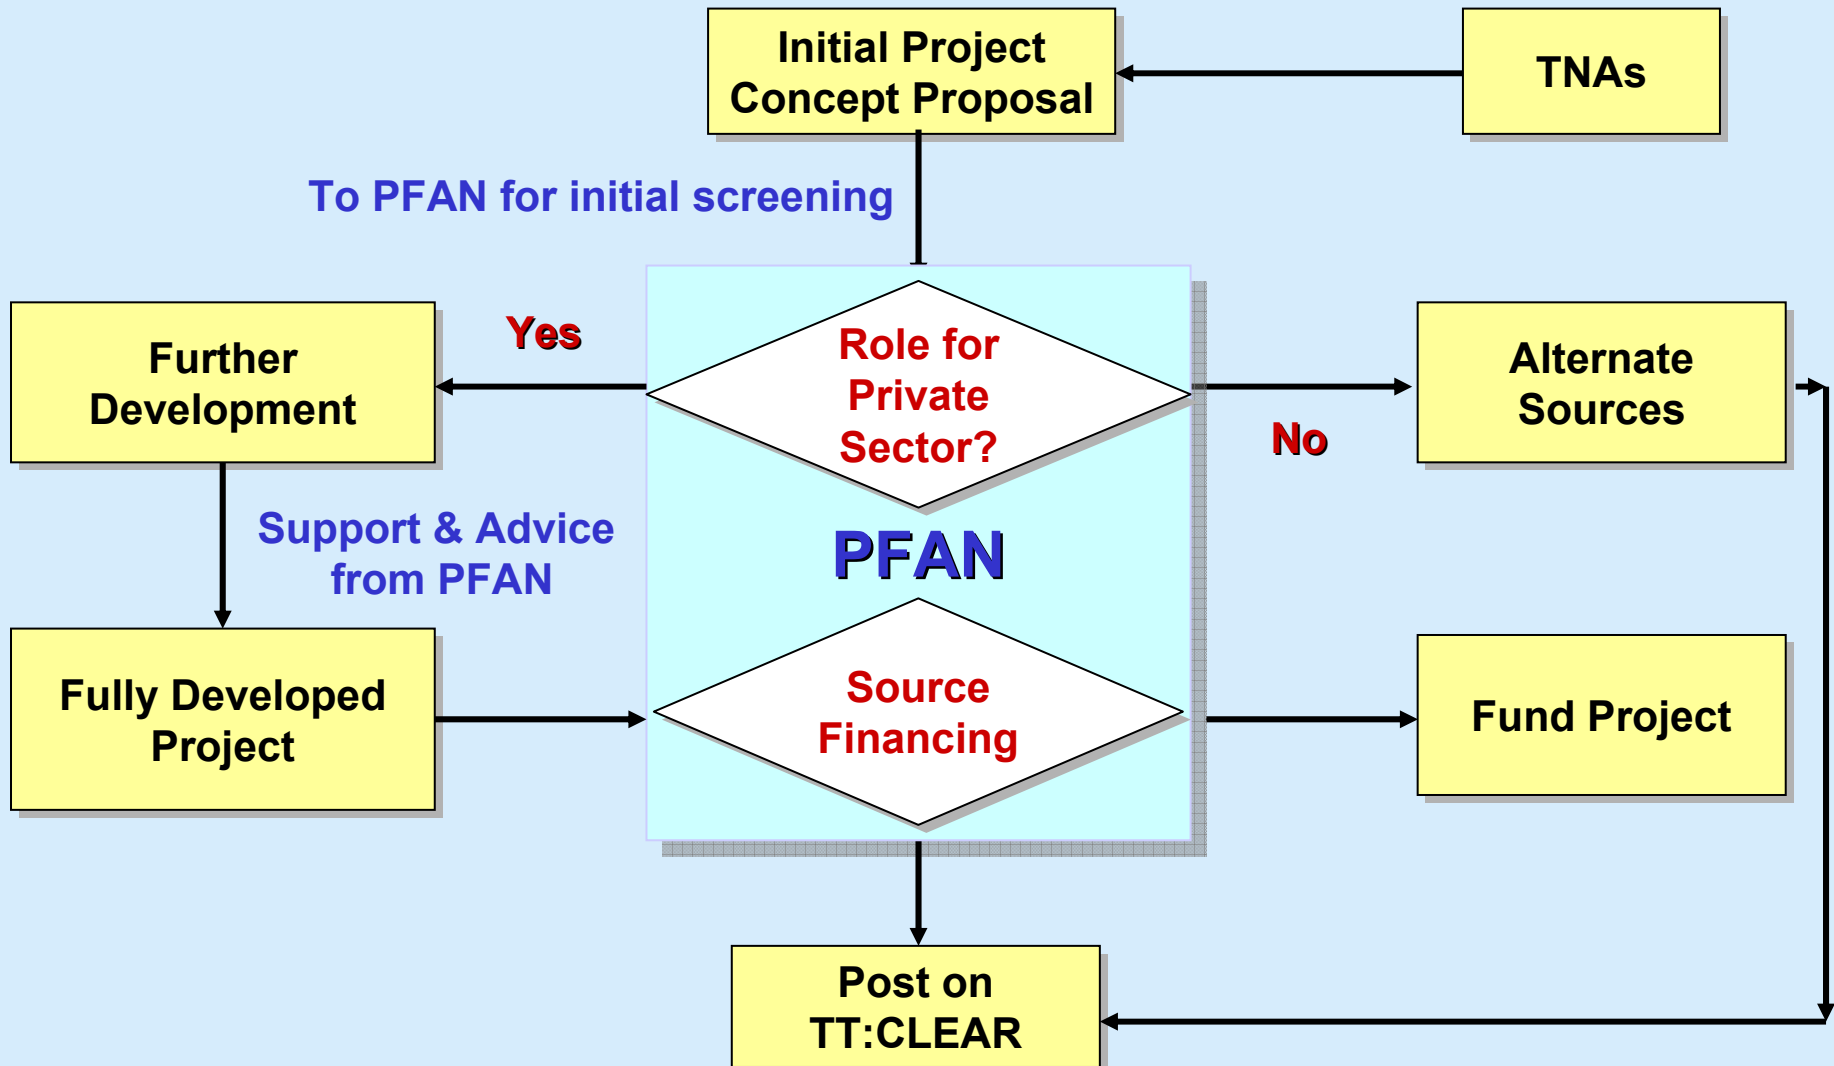 Initial Project
Concept Proposal
TNAs
To PFAN for initial screening
Yes
Further
Development
Role for
Private
Sector?
No
Alternate
Sources
Support & Advice
from PFAN
PFAN
Fully Developed
Project
Source
Financing
Fund Project
Post on
TT:CLEAR